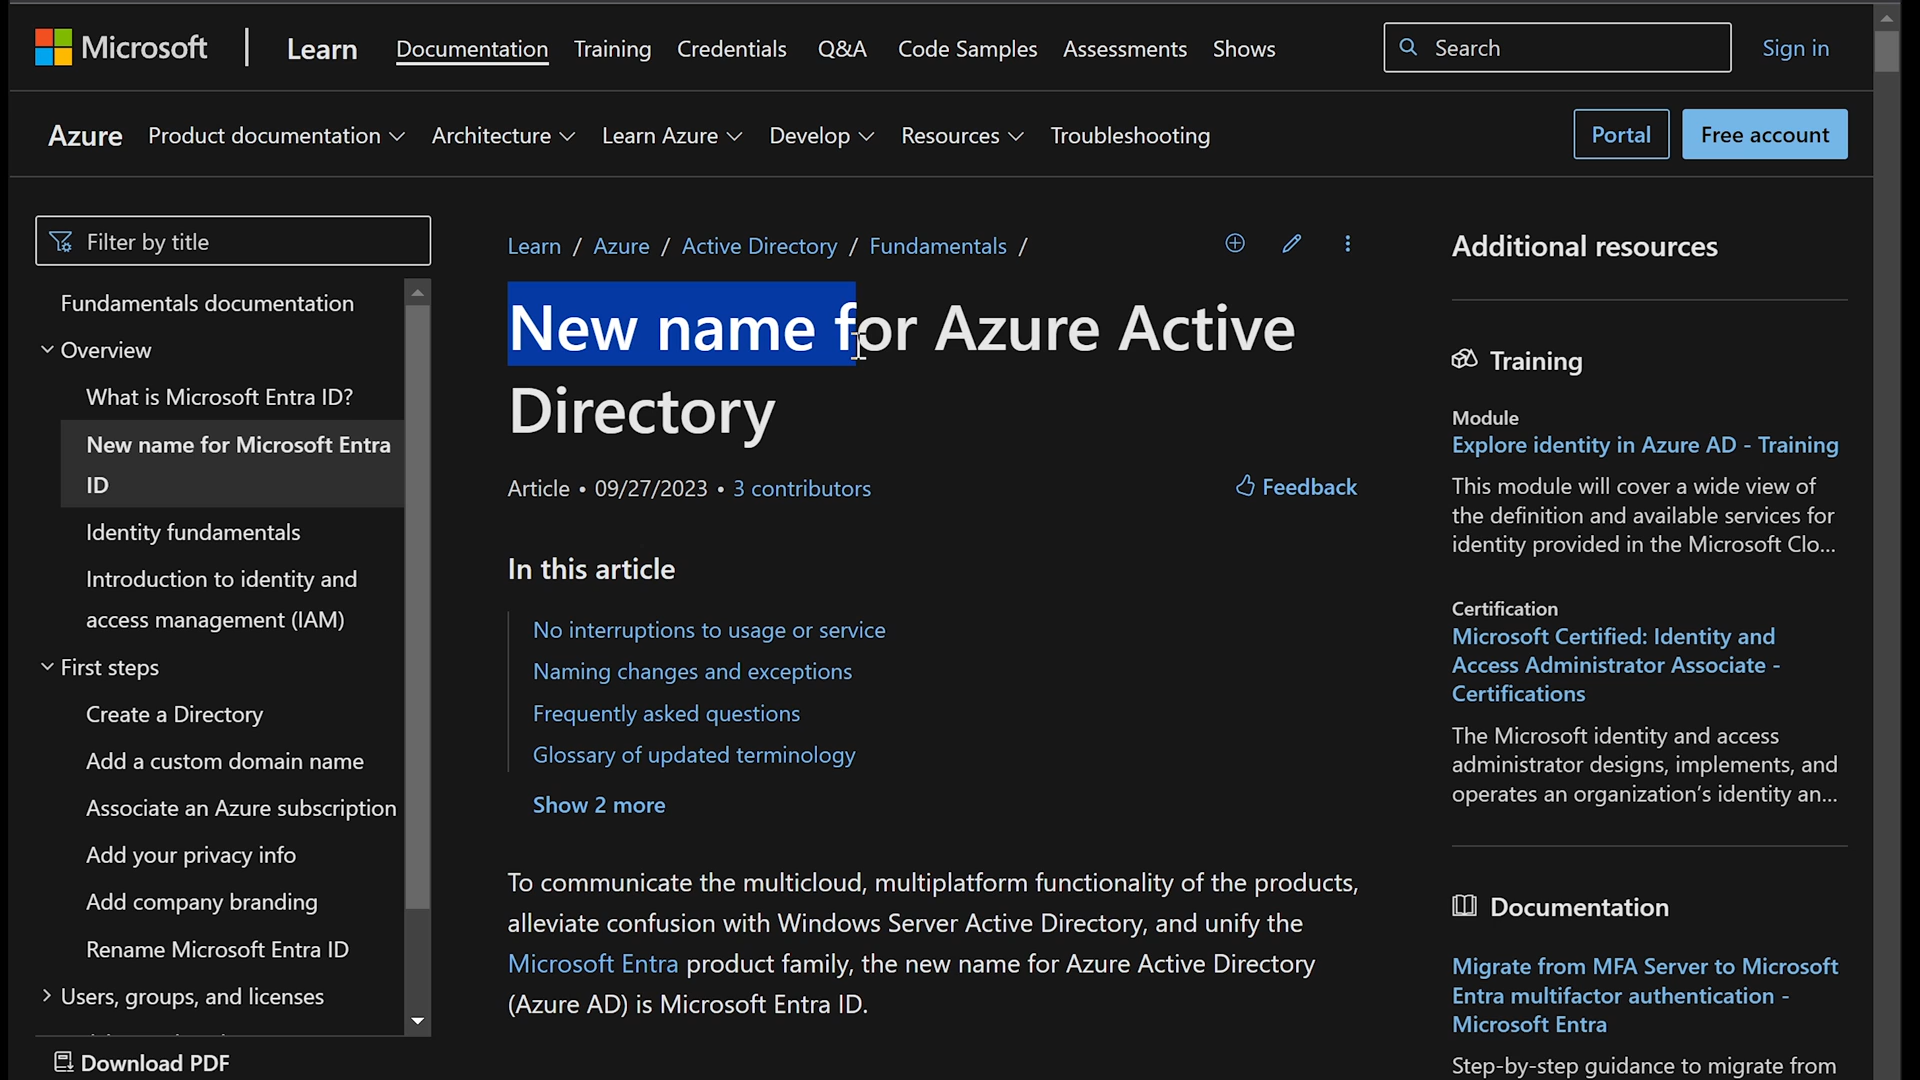 Microsoft | Learn Documentation Training Credentials Q&A Code Samples Assessments Shows Search Sign in
Azure Product documentation Architecture Learn Azure Develop Resources Troubleshooting Portal Free account
Filter by title
Fundamentals documentation
Overview
What is Microsoft Entra ID?
New name for Microsoft Entra
ID
Identity fundamentals
Introduction to identity and
access management (IAM)
First steps
Create a Directory
Add a custom domain name
Associate an Azure subscription
Add your privacy info
Add company branding
Rename Microsoft Entra ID
Users, groups, and licenses
Download PDF
Learn / Azure / Active Directory / Fundamentals /
New name for Azure Active
Directory
Article • 09/27/2023 • 3 contributors
Feedback
In this article
No interruptions to usage or service
Naming changes and exceptions
Frequently asked questions
Glossary of updated terminology
Show 2 more
To communicate the multicloud, multiplatform functionality of the products,
alleviate confusion with Windows Server Active Directory, and unify the
Microsoft Entra product family, the new name for Azure Active Directory
(Azure AD) is Microsoft Entra ID.
Additional resources
Training
Module
Explore identity in Azure AD - Training
This module will cover a wide view of
the definition and available services for
identity provided in the Microsoft Clo...
Certification
Microsoft Certified: Identity and
Access Administrator Associate -
Certifications
The Microsoft identity and access
administrator designs, implements, and
operates an organization's identity an...
Documentation
Migrate from MFA Server to Microsoft
Entra multifactor authentication -
Microsoft Entra
Step-by-step guidance to migrate from